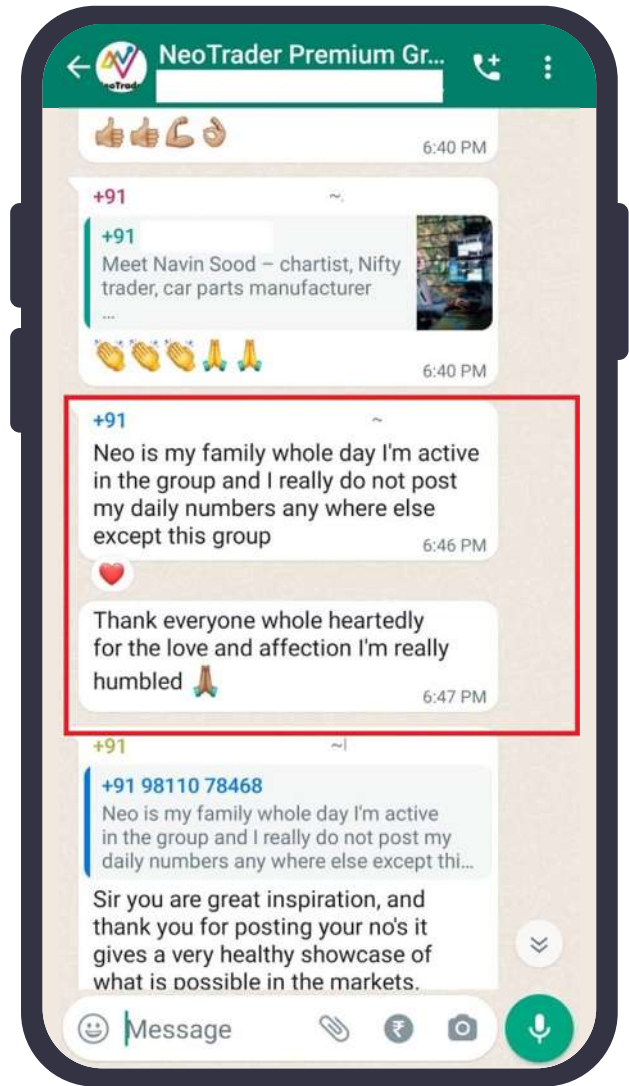 NeoTrader Premium Gr...
NeoTrader
6:40 PM
+91 ~.
+91
Meet Navin Sood – chartist, Nifty
trader, car parts manufacturer
...
6:40 PM
+91 ~
Neo is my family whole day I'm active
in the group and I really do not post
my daily numbers any where else
except this group
6:46 PM
Thank everyone whole heartedly
for the love and affection I'm really
humbled
6:47 PM
+91 ~
+91 98110 78468
Neo is my family whole day I'm active
in the group and I really do not post my
daily numbers any where else except thi...
Sir you are great inspiration, and
thank you for posting your no's it
gives a very healthy showcase of
what is possible in the markets.
Message
₹